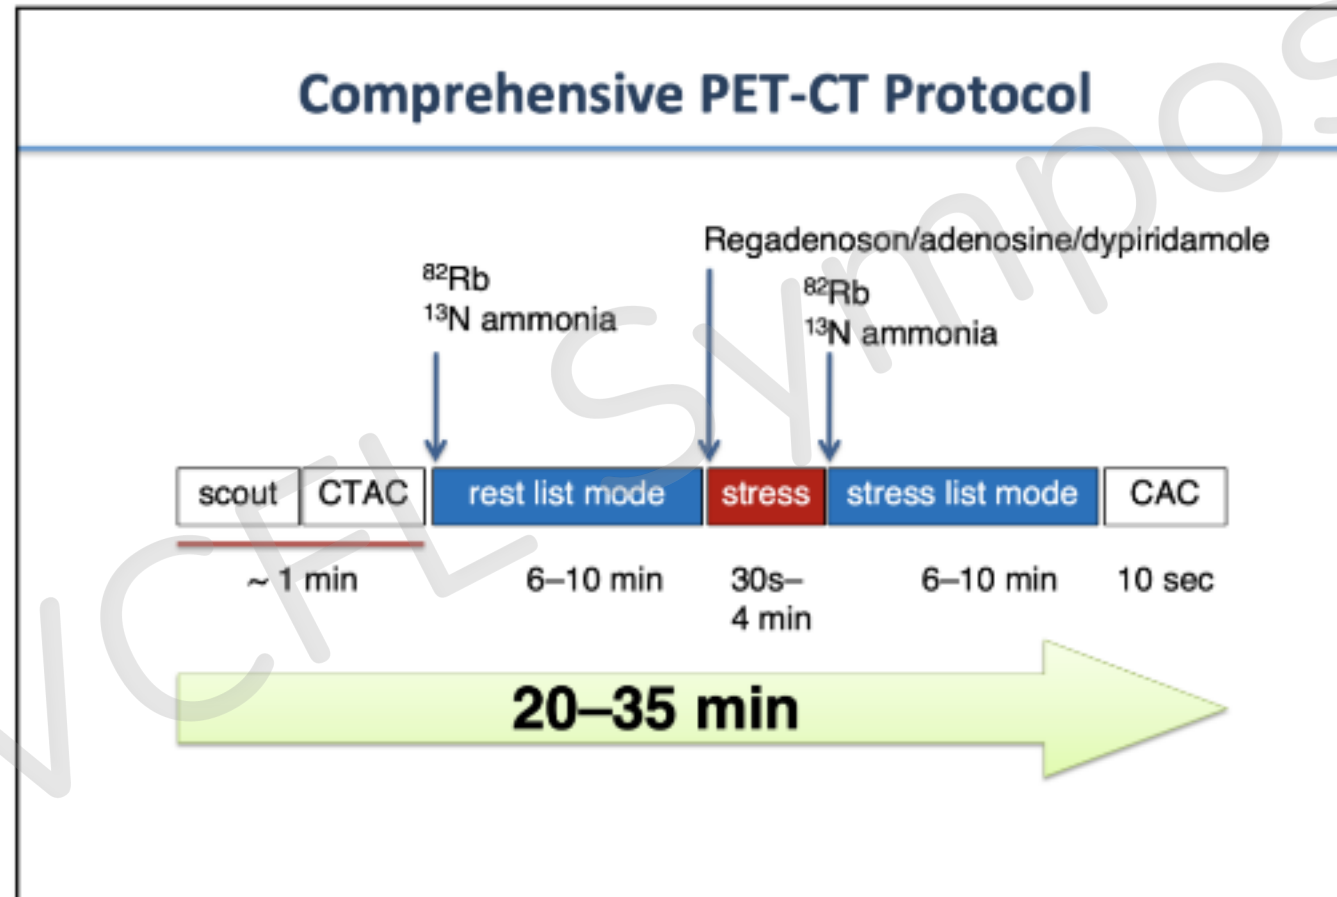 Comprehensive PET-CT Protocol
Regadenoson/adenosine/dypiridamole
⁸²Rb
¹³N ammonia
⁸²Rb
¹³N ammonia
scout CTAC rest list mode stress stress list mode CAC
~ 1 min 6–10 min 30s– 6–10 min 10 sec
4 min
20–35 min
VCFL Sympos